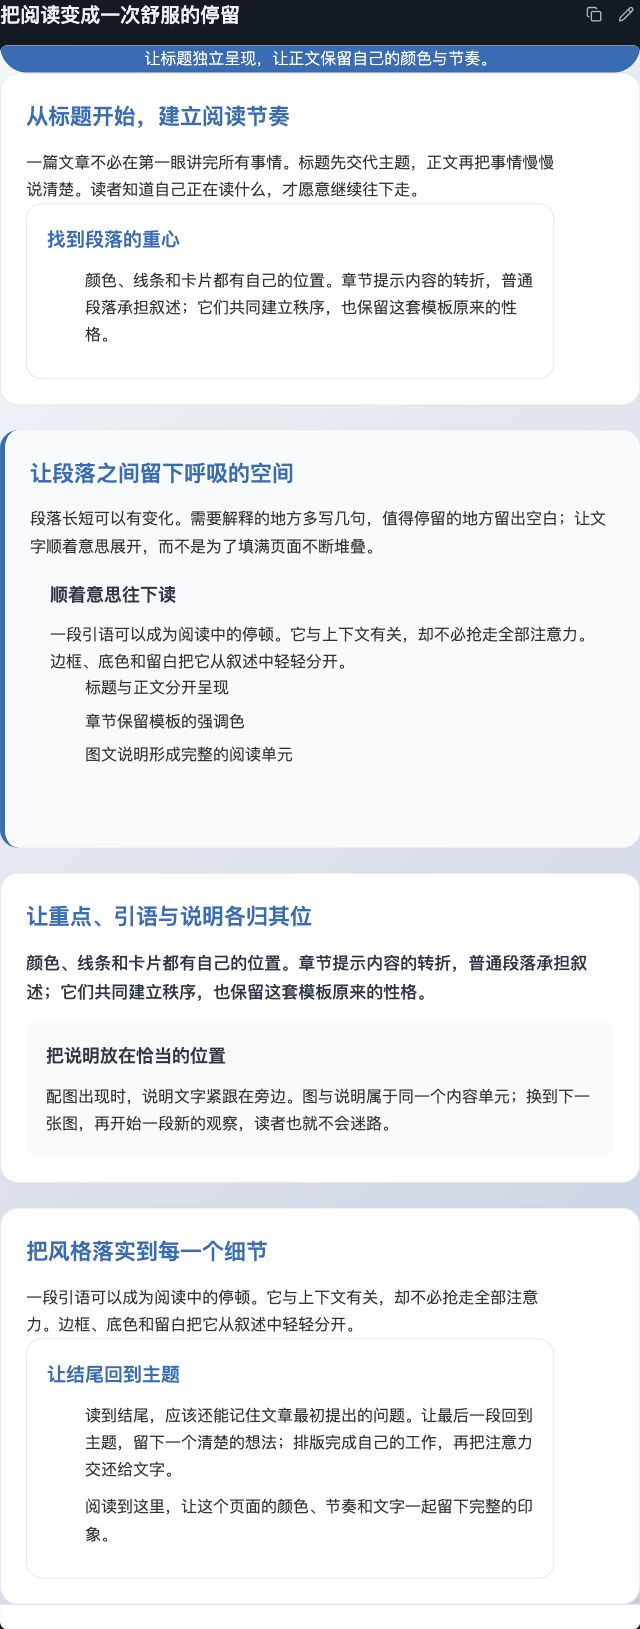 把阅读变成一次舒服的停留
让标题独立呈现，让正文保留自己的颜色与节奏。
从标题开始，建立阅读节奏
一篇文章不必在第一眼讲完所有事情。标题先交代主题，正文再把事情慢慢
说清楚。读者知道自己正在读什么，才愿意继续往下走。
找到段落的重心
颜色、线条和卡片都有自己的位置。章节提示内容的转折，普通
段落承担叙述；它们共同建立秩序，也保留这套模板原来的性
格。
让段落之间留下呼吸的空间
段落长短可以有变化。需要解释的地方多写几句，值得停留的地方留出空白；让文
字顺着意思展开，而不是为了填满页面不断堆叠。
顺着意思往下读
一段引语可以成为阅读中的停顿。它与上下文有关，却不必抢走全部注意力。
边框、底色和留白把它从叙述中轻轻分开。
标题与正文分开呈现
章节保留模板的强调色
图文说明形成完整的阅读单元
让重点、引语与说明各归其位
颜色、线条和卡片都有自己的位置。章节提示内容的转折，普通段落承担叙
述；它们共同建立秩序，也保留这套模板原来的性格。
把说明放在恰当的位置
配图出现时，说明文字紧跟在旁边。图与说明属于同一个内容单元；换到下一
张图，再开始一段新的观察，读者也就不会迷路。
把风格落实到每一个细节
一段引语可以成为阅读中的停顿。它与上下文有关，却不必抢走全部注意
力。边框、底色和留白把它从叙述中轻轻分开。
让结尾回到主题
读到结尾，应该还能记住文章最初提出的问题。让最后一段回到
主题，留下一个清楚的想法；排版完成自己的工作，再把注意力
交还给文字。
阅读到这里，让这个页面的颜色、节奏和文字一起留下完整的印
象。